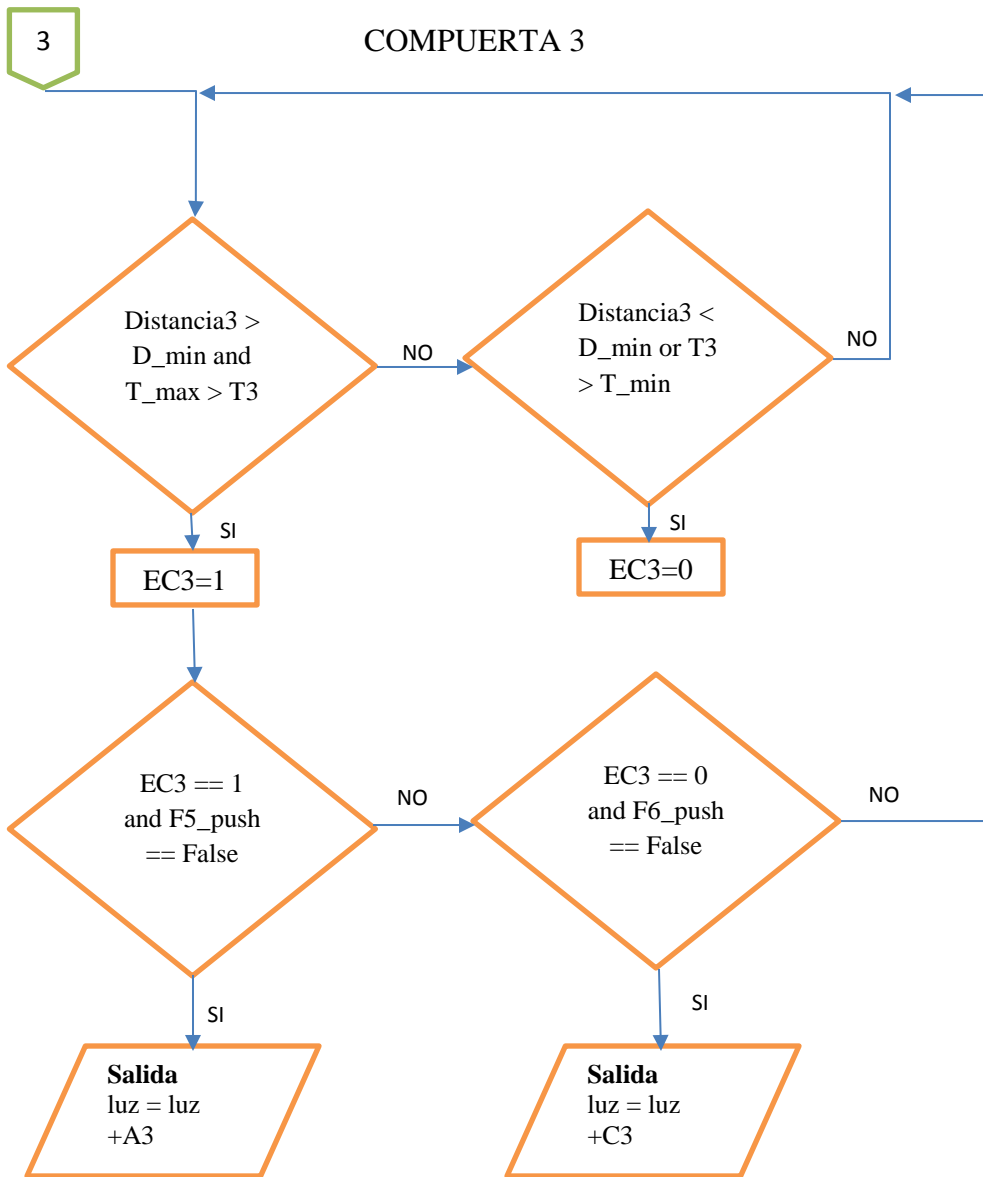 3
COMPUERTA 3
Distancia3 >
D_min and
T_max > T3
NO
Distancia3 <
D_min or T3
> T_min
NO
SI
SI
EC3=1
EC3=0
EC3 == 1
and F5_push
== False
NO
EC3 == 0
and F6_push
== False
NO
SI
SI
Salida
luz = luz
+A3
Salida
luz = luz
+C3